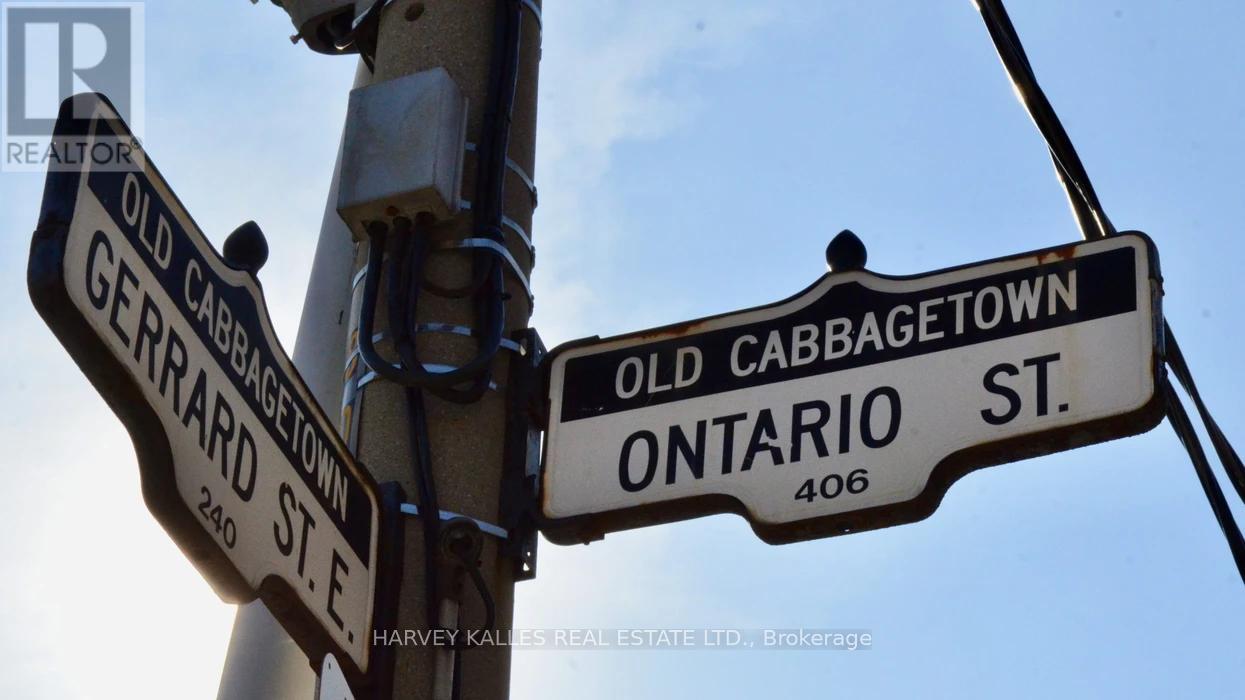 R
REALTOR®
OLD CABBAGETOWN
GERRARD ST. E.
240
OLD CABBAGETOWN
ONTARIO ST.
406
HARVEY KALLES REAL ESTATE LTD., Brokerage